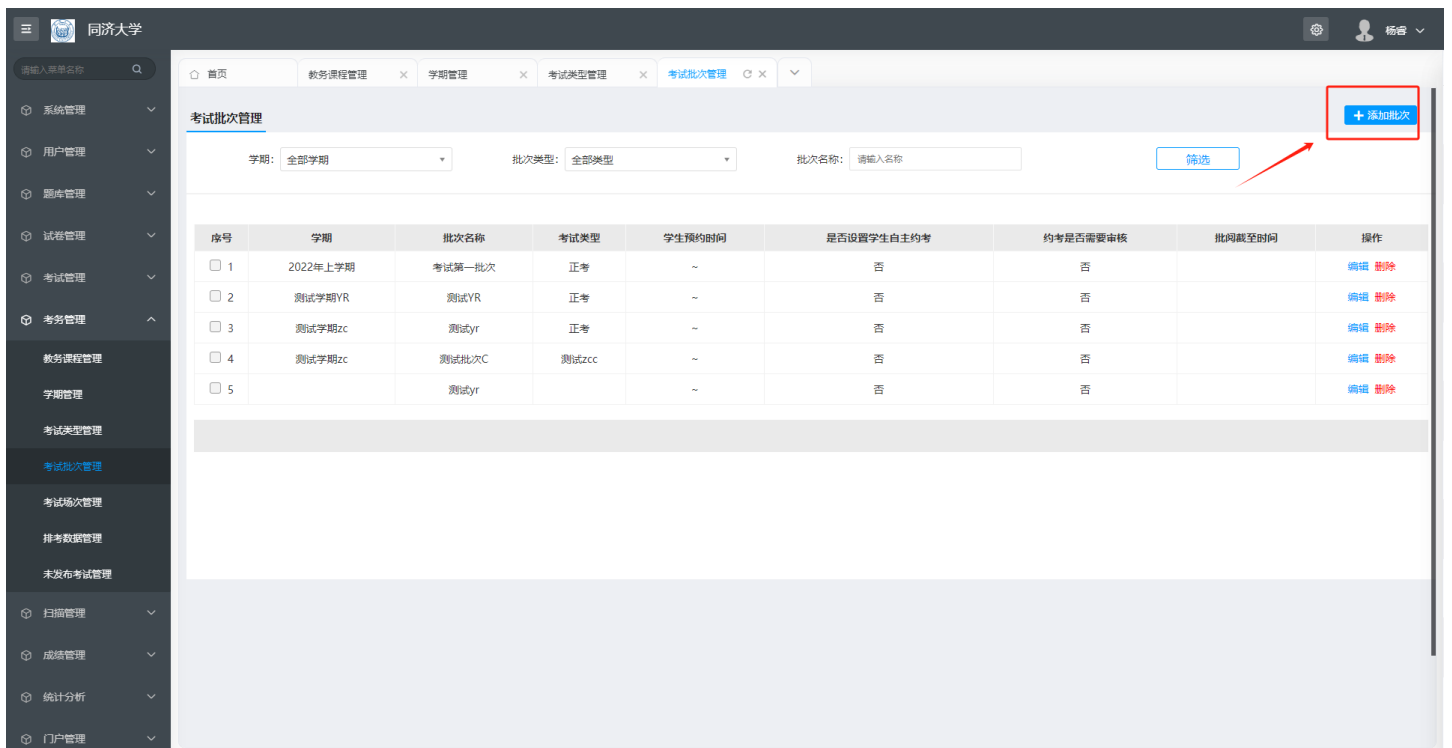 同济大学
杨睿
请输入菜单名称
首页 教务课程管理 学期管理 考试类型管理 考试批次管理
系统管理
用户管理
题库管理
试卷管理
考试管理
考务管理
教务课程管理
学期管理
考试类型管理
考试批次管理
考试场次管理
排考数据管理
未发布考试管理
扫描管理
成绩管理
统计分析
门户管理
考试批次管理
添加批次
学期: 全部学期 批次类型: 全部类型 批次名称: 请输入名称 筛选
序号 学期 批次名称 考试类型 学生预约时间 是否设置学生自主约考 约考是否需要审核 批阅截至时间 操作
1 2022年上学期 考试第一批次 正考 ~ 否 否 编辑 删除
2 测试学期YR 测试YR 正考 ~ 否 否 编辑 删除
3 测试学期zc 测试yr 正考 ~ 否 否 编辑 删除
4 测试学期zc 测试批次C 测试zcc ~ 否 否 编辑 删除
5 测试yr ~ 否 否 编辑 删除